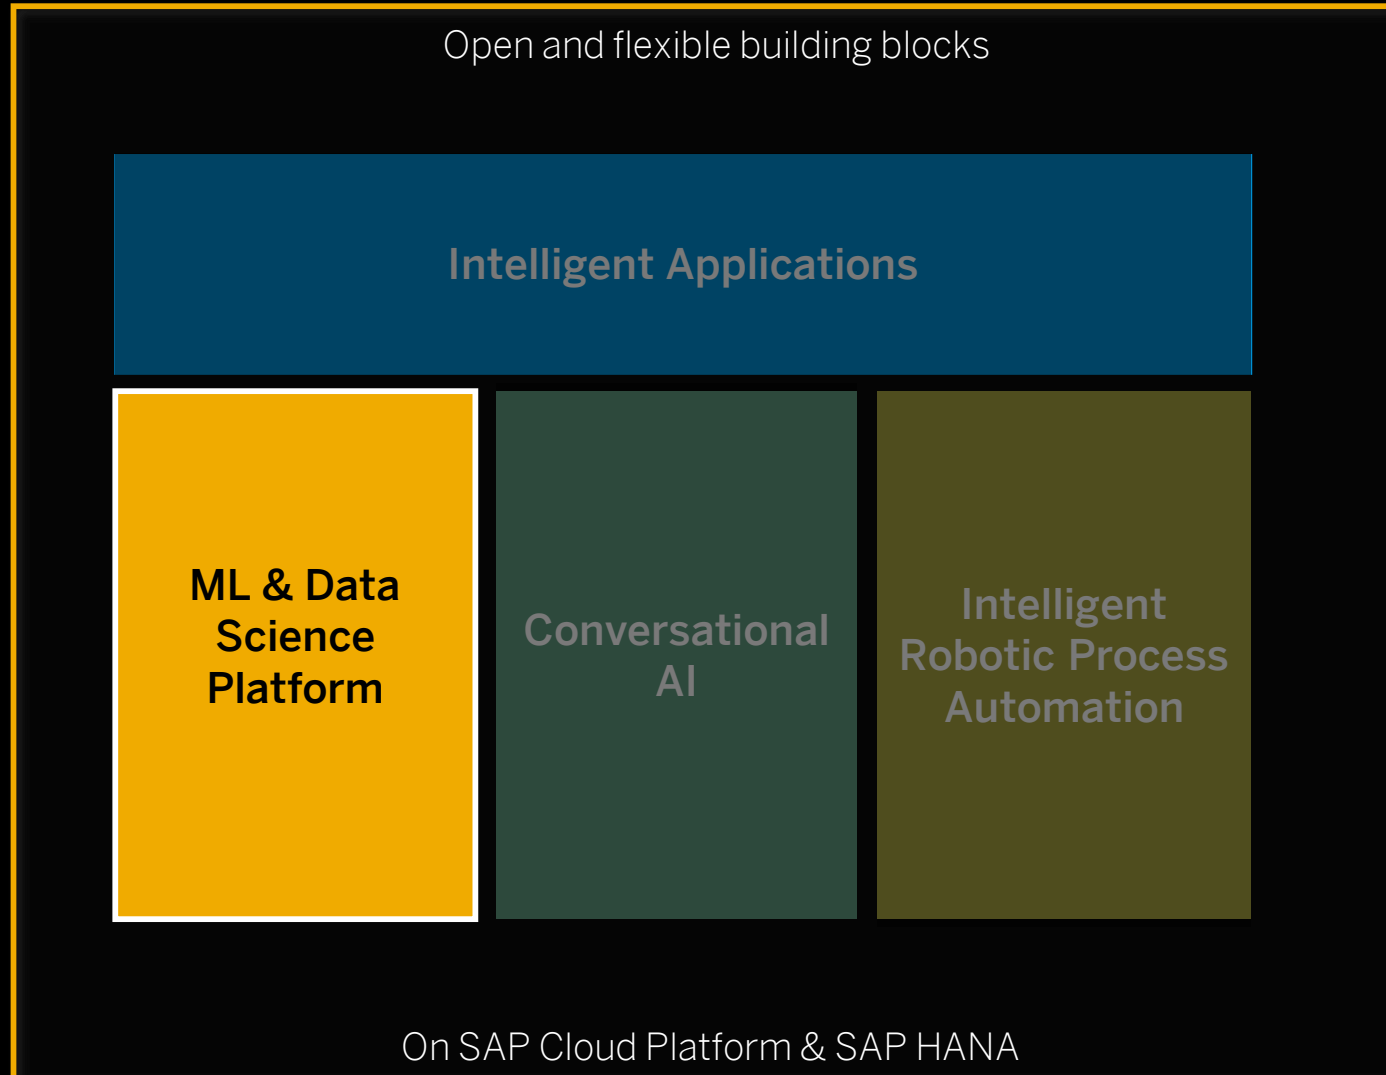 Open and flexible building blocks
Intelligent Applications
ML & Data
Science
Platform
Conversational
AI
Intelligent
Robotic Process
Automation
On SAP Cloud Platform & SAP HANA